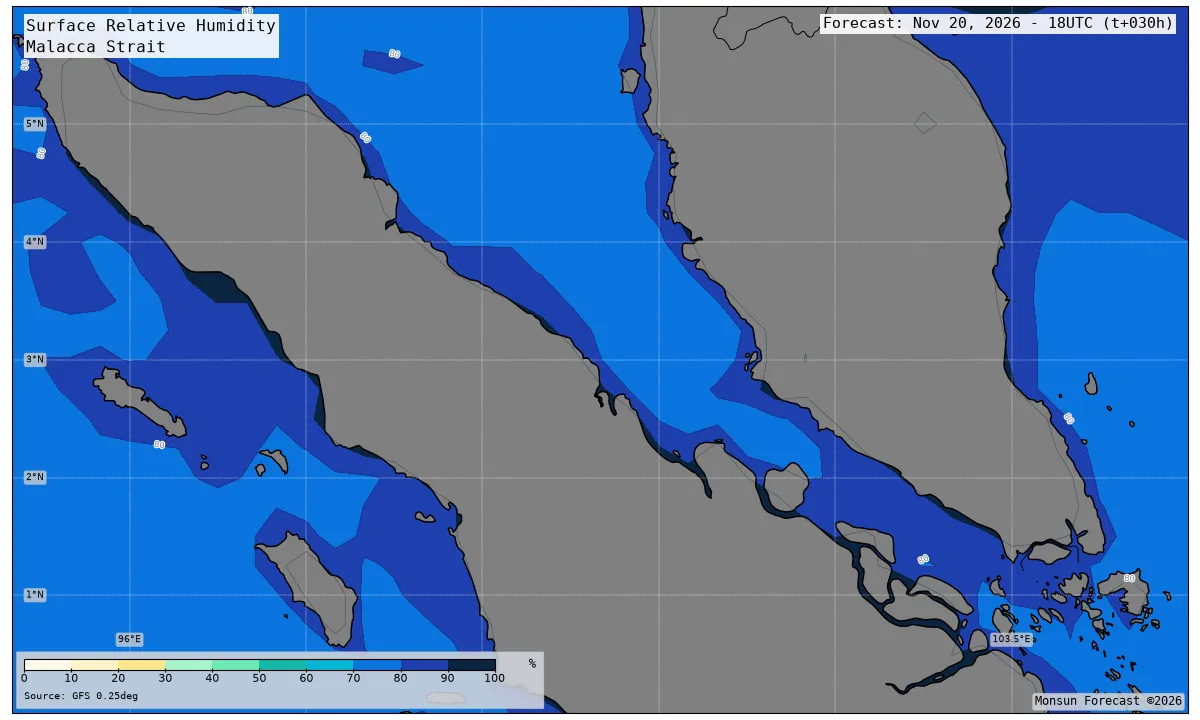 Surface Relative Humidity
Malacca Strait
Forecast: Nov 20, 2026 - 18UTC (t+030h)
80
80
80
80
80
5°N
4°N
3°N
80
80
2°N
80
80
1°N
96°E
103.5°E
%
0 10 20 30 40 50 60 70 80 90 100
Source: GFS 0.25deg
Monsun Forecast ©2026